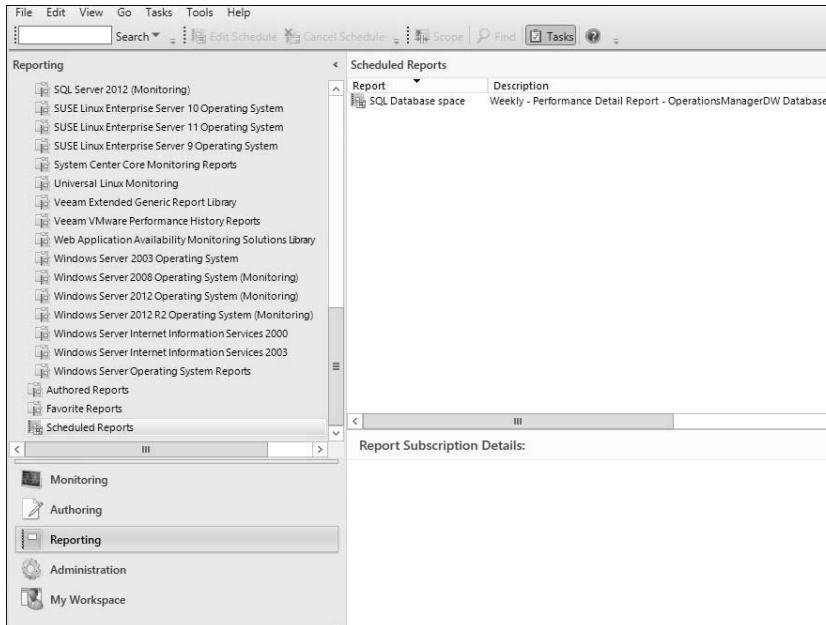 File Edit View Go Tasks Tools Help
Search Edit Schedule Cancel Schedule Scope Find Tasks
Reporting
SQL Server 2012 (Monitoring)
SUSE Linux Enterprise Server 10 Operating System
SUSE Linux Enterprise Server 11 Operating System
SUSE Linux Enterprise Server 9 Operating System
System Center Core Monitoring Reports
Universal Linux Monitoring
Veeam Extended Generic Report Library
Veeam VMware Performance History Reports
Web Application Availability Monitoring Solutions Library
Windows Server 2003 Operating System
Windows Server 2008 Operating System (Monitoring)
Windows Server 2012 Operating System (Monitoring)
Windows Server 2012 R2 Operating System (Monitoring)
Windows Server Internet Information Services 2000
Windows Server Internet Information Services 2003
Windows Server Operating System Reports
Authored Reports
Favorite Reports
Scheduled Reports
Monitoring
Authoring
Reporting
Administration
My Workspace
Scheduled Reports
Report Description
SQL Database space Weekly - Performance Detail Report - OperationsManagerDW Database
Report Subscription Details: